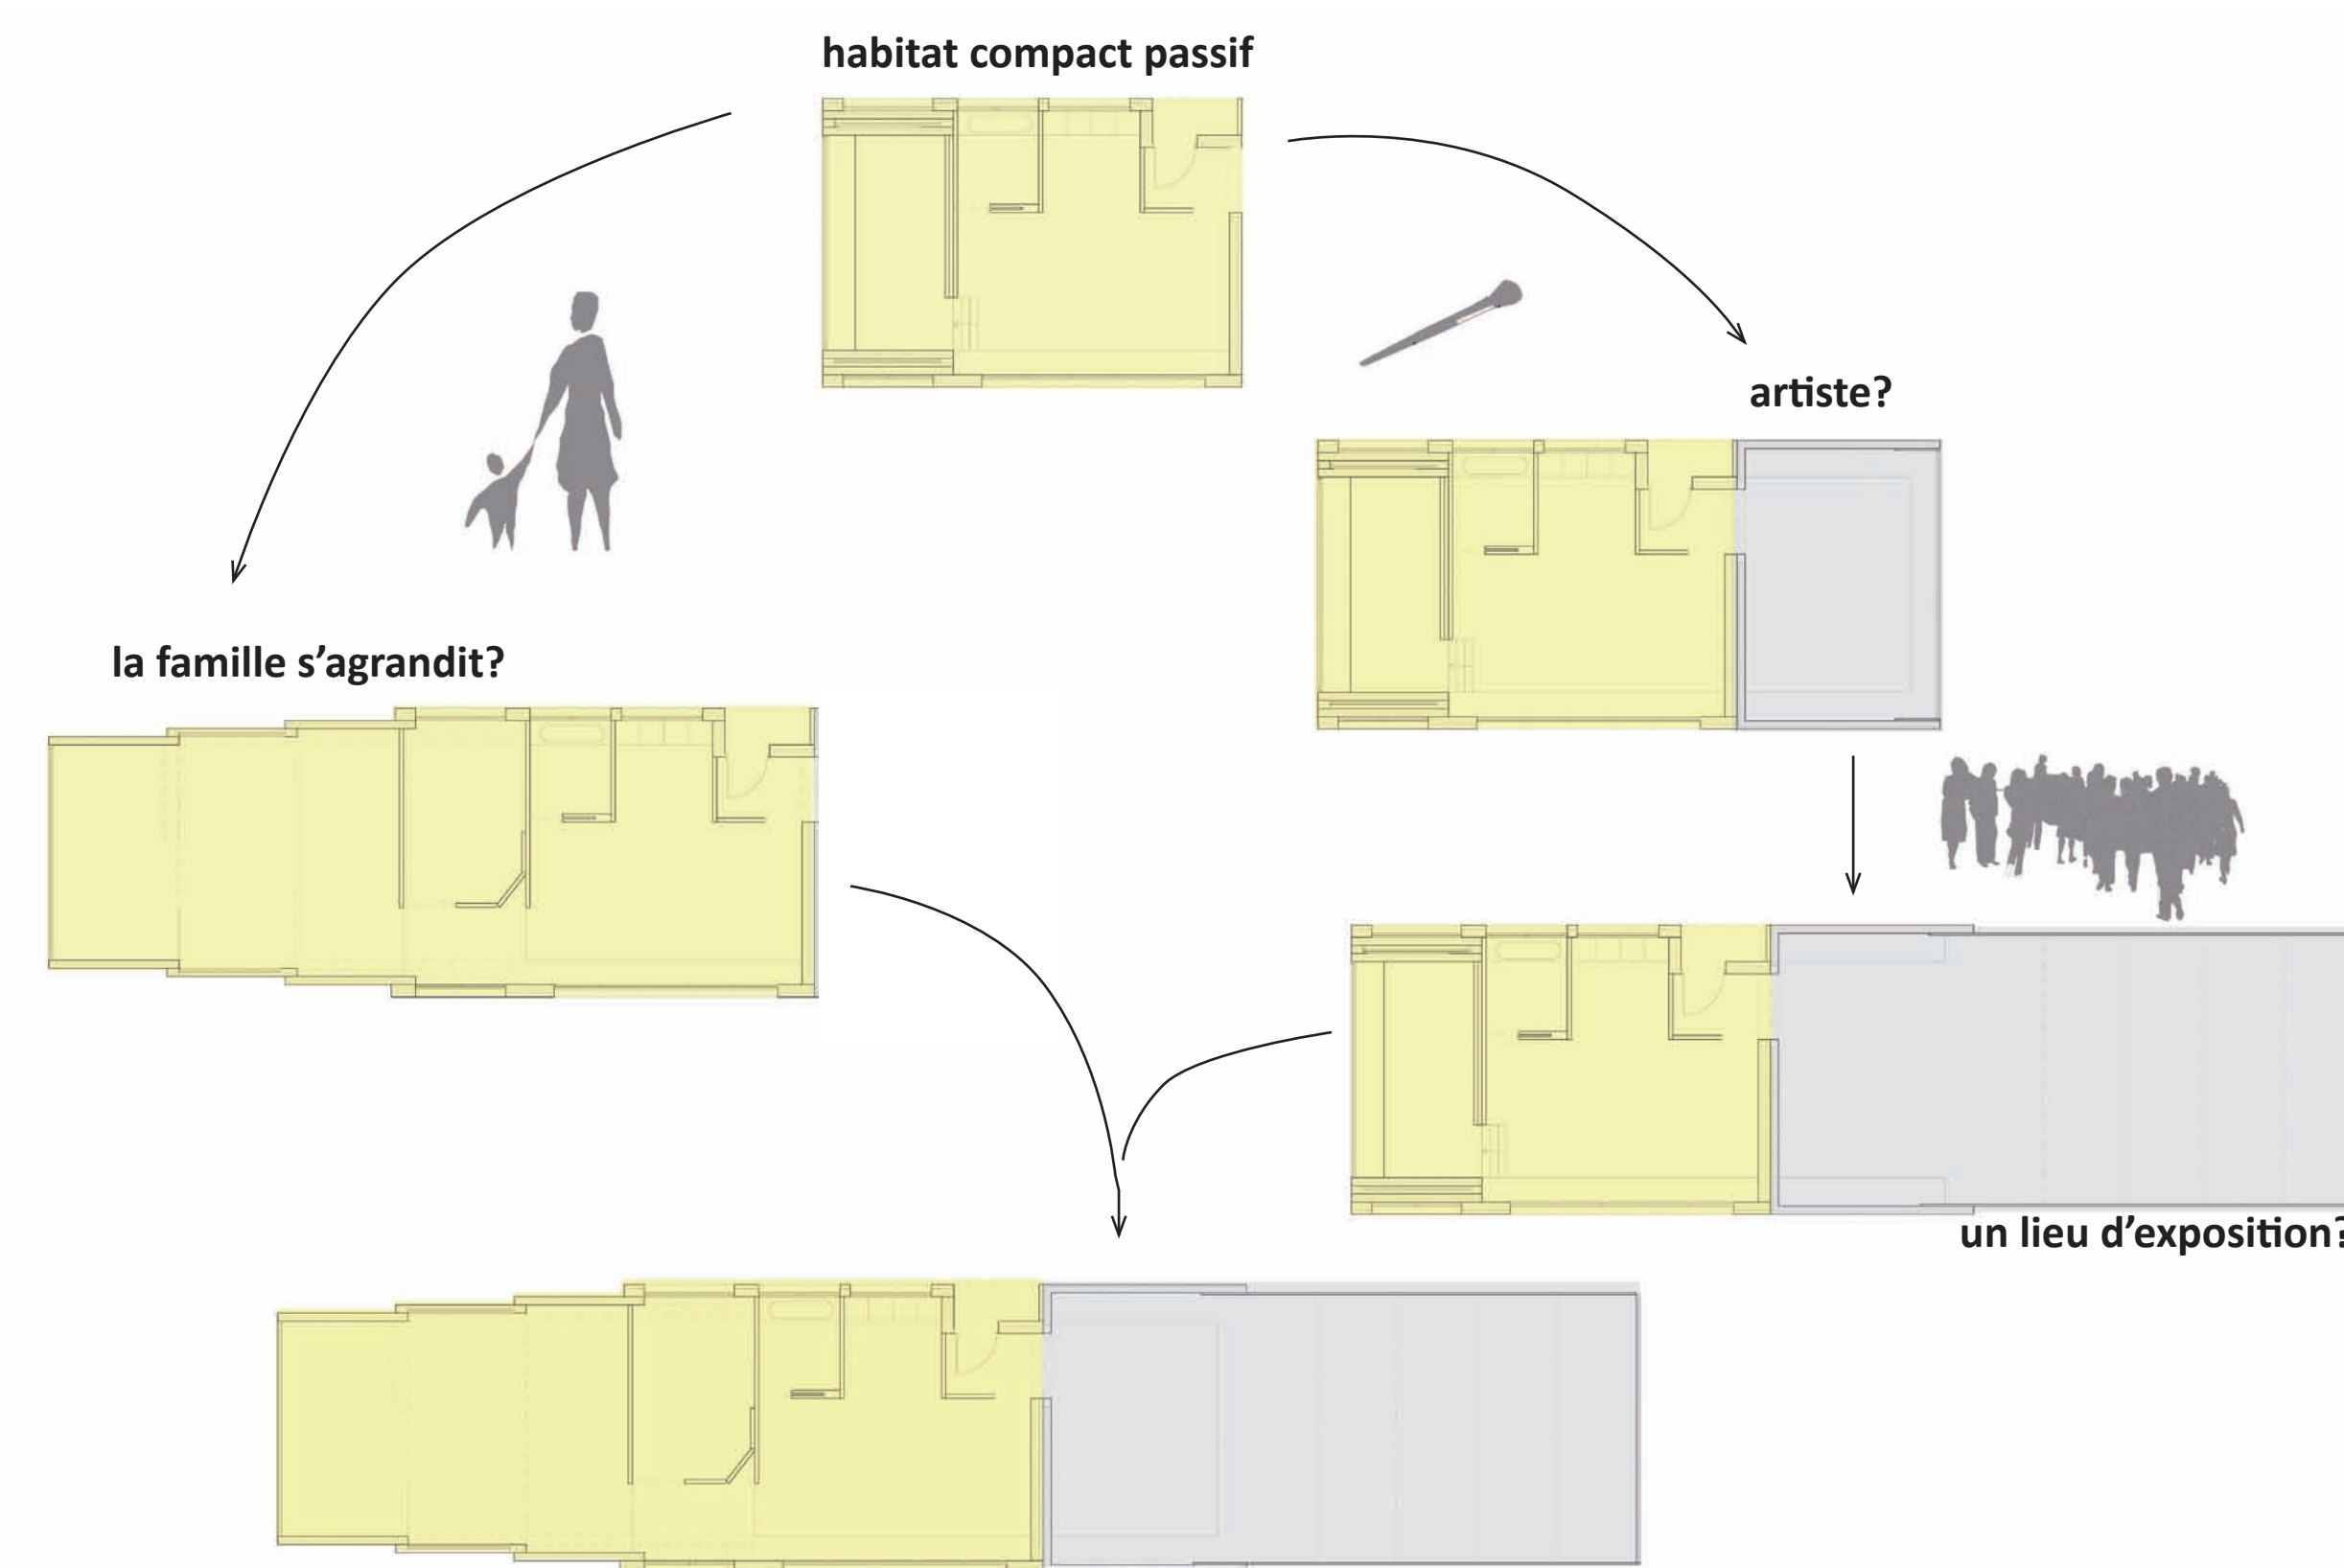 habitat compact passif
artiste?
la famille s’agrandit?
un lieu d’exposition?